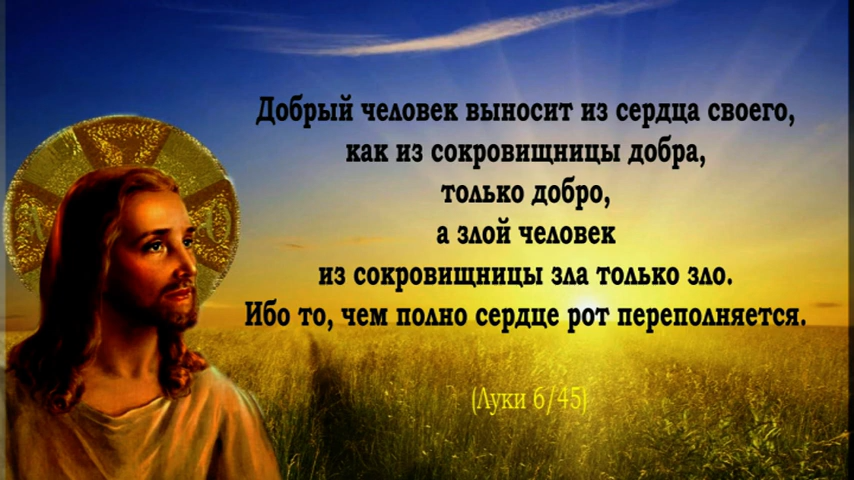 Добрый человек выносит из сердца своего,
как из сокровищницы добра,
только добро,
а злой человек
из сокровищницы зла только зло.
Ибо то, чем полно сердце рот переполняется.
(Луки 6/45)